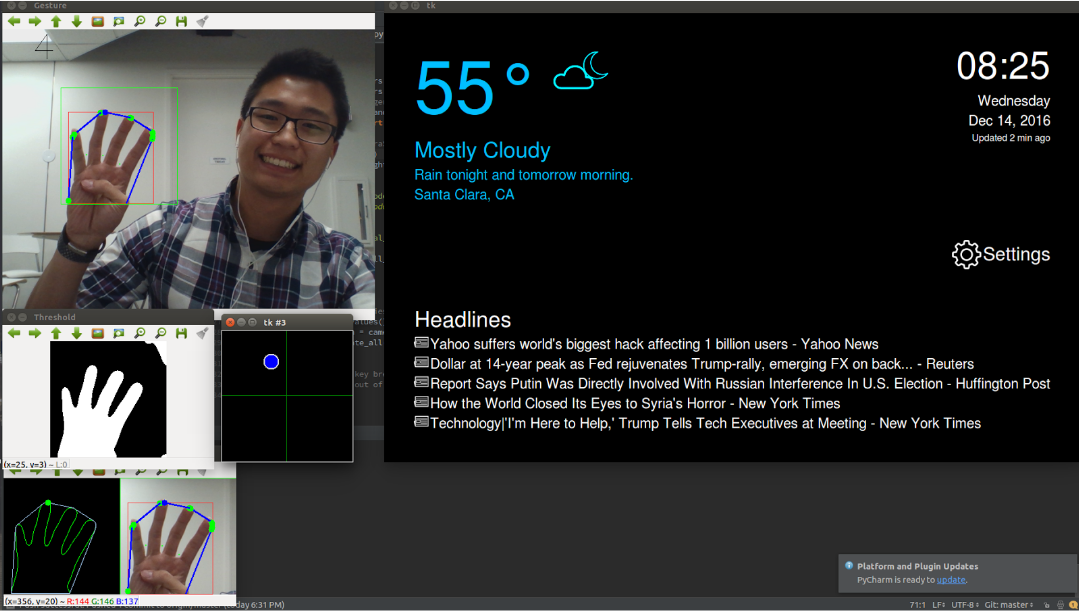 Gesture
4
Threshold
(x=25, v=3) ~ L:0
(x=356, y=20) ~ R:144 G:146 B:137
tk #3
tk
55°
Mostly Cloudy
Rain tonight and tomorrow morning.
Santa Clara, CA
08:25
Wednesday
Dec 14, 2016
Updated 2 min ago
Settings
Headlines
Yahoo suffers world's biggest hack affecting 1 billion users - Yahoo News
Dollar at 14-year peak as Fed rejuvenates Trump-rally, emerging FX on back... - Reuters
Report Says Putin Was Directly Involved With Russian Interference In U.S. Election - Huffington Post
How the World Closed Its Eyes to Syria's Horror - New York Times
Technology|'I'm Here to Help,' Trump Tells Tech Executives at Meeting - New York Times
Platform and Plugin Updates
PyCharm is ready to update.
(today 6:31 PM)
71:1 LF÷ UTF-8÷ Git: master÷